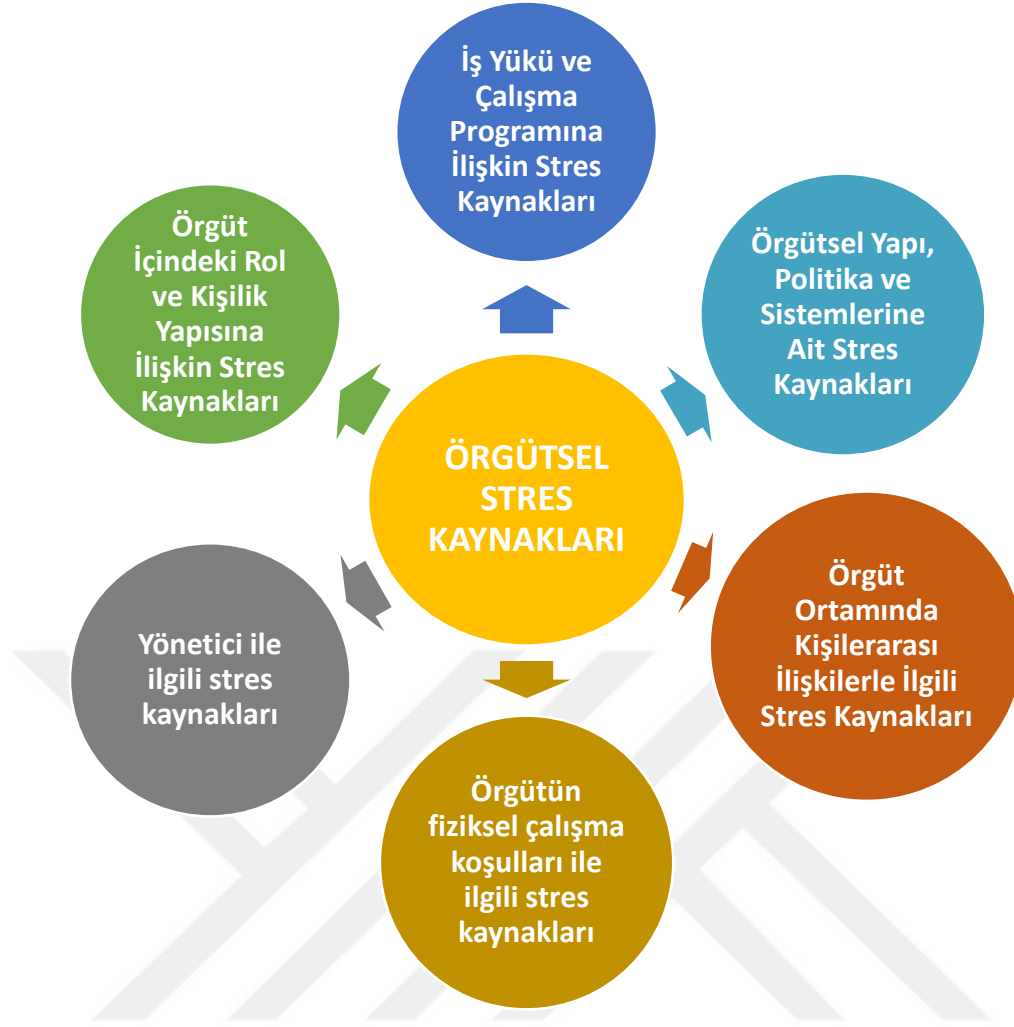 İş Yükü ve
Çalışma
Programına
İlişkin Stres
Kaynakları
Örgütsel Yapı,
Politika ve
Sistemlerine
Ait Stres
Kaynakları
Örgüt
Ortamında
Kişilerarası
İlişkilerle İlgili
Stres Kaynakları
Örgütün
fiziksel çalışma
koşulları ile
ilgili stres
kaynakları
Yönetici ile
ilgili stres
kaynakları
Örgüt
İçindeki Rol
ve Kişilik
Yapısına
İlişkin Stres
Kaynakları
ÖRGÜTSEL
STRES
KAYNAKLARI